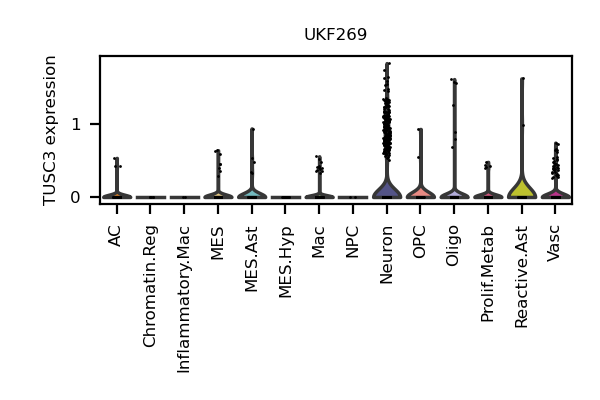 UKF269
TUSC3 expression
1
0
AC
Chromatin.Reg
Inflammatory.Mac
MES
MES.Ast
MES.Hyp
Mac
NPC
Neuron
OPC
Oligo
Prolif.Metab
Reactive.Ast
Vasc